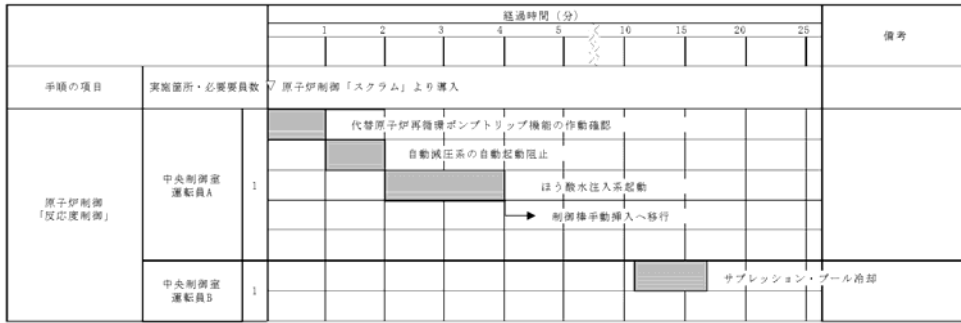 経過時間（分）
備考
1 2 3 4 5 10 15 20 25
手順の項目
実施箇所・必要要員数
▽ 原子炉制御「スクラム」より導入
原子炉制御
「反応度制御」
中央制御室
運転員A
1
代替原子炉再循環ポンプトリップ機能の作動確認
自動減圧系の自動起動阻止
ほう酸水注入系起動
制御棒手動挿入へ移行
中央制御室
運転員B
1
サプレッション・プール冷却